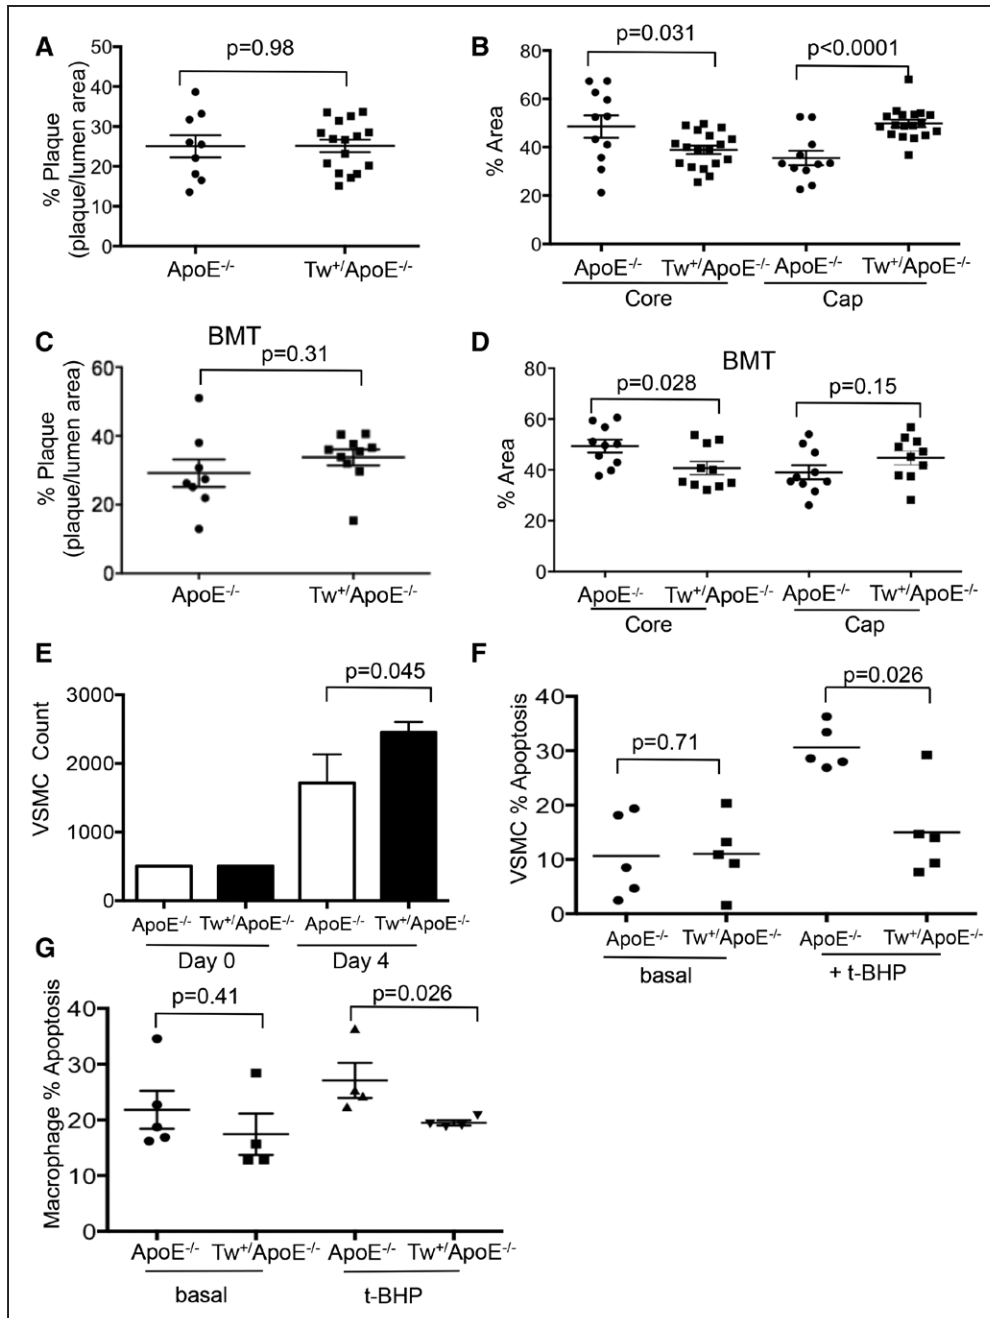 A
% Plaque
(plaque/lumen area)
50
40
30
20
10
0
p=0.98
ApoE-/-
Tw+/ApoE-/-
B
% Area
80
60
40
20
0
p=0.031
p<0.0001
ApoE-/-
Tw+/ApoE-/-
ApoE-/-
Tw+/ApoE-/-
Core
Cap
C
BMT
% Plaque
(plaque/lumen area)
60
40
20
0
p=0.31
ApoE-/-
Tw+/ApoE-/-
D
BMT
% Area
80
60
40
20
0
p=0.028
p=0.15
ApoE-/-
Tw+/ApoE-/-
ApoE-/-
Tw+/ApoE-/-
Core
Cap
E
VSMC Count
3000
2000
1000
0
p=0.045
ApoE-/-
Tw+/ApoE-/-
ApoE-/-
Tw+/ApoE-/-
Day 0
Day 4
F
VSMC % Apoptosis
40
30
20
10
0
p=0.71
p=0.026
ApoE-/-
Tw+/ApoE-/-
ApoE-/-
Tw+/ApoE-/-
basal
+ t-BHP
G
Macrophage % Apoptosis
40
30
20
10
0
p=0.41
p=0.026
ApoE-/-
Tw+/ApoE-/-
ApoE-/-
Tw+/ApoE-/-
basal
t-BHP